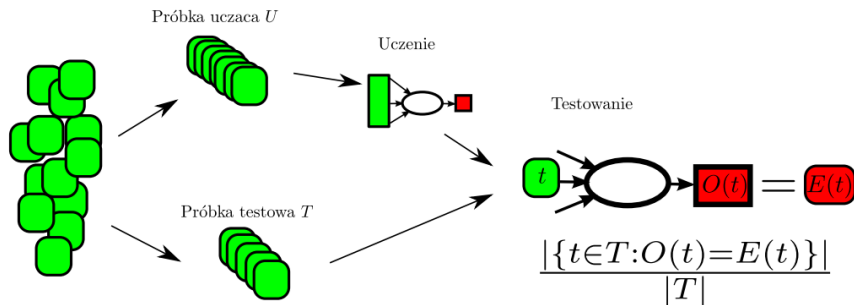 Próbka uczaca U
Uczenie
Próbka testowa T
Testowanie
t
O(t) = E(t)
|{t∈T:O(t)=E(t)}|
|T|